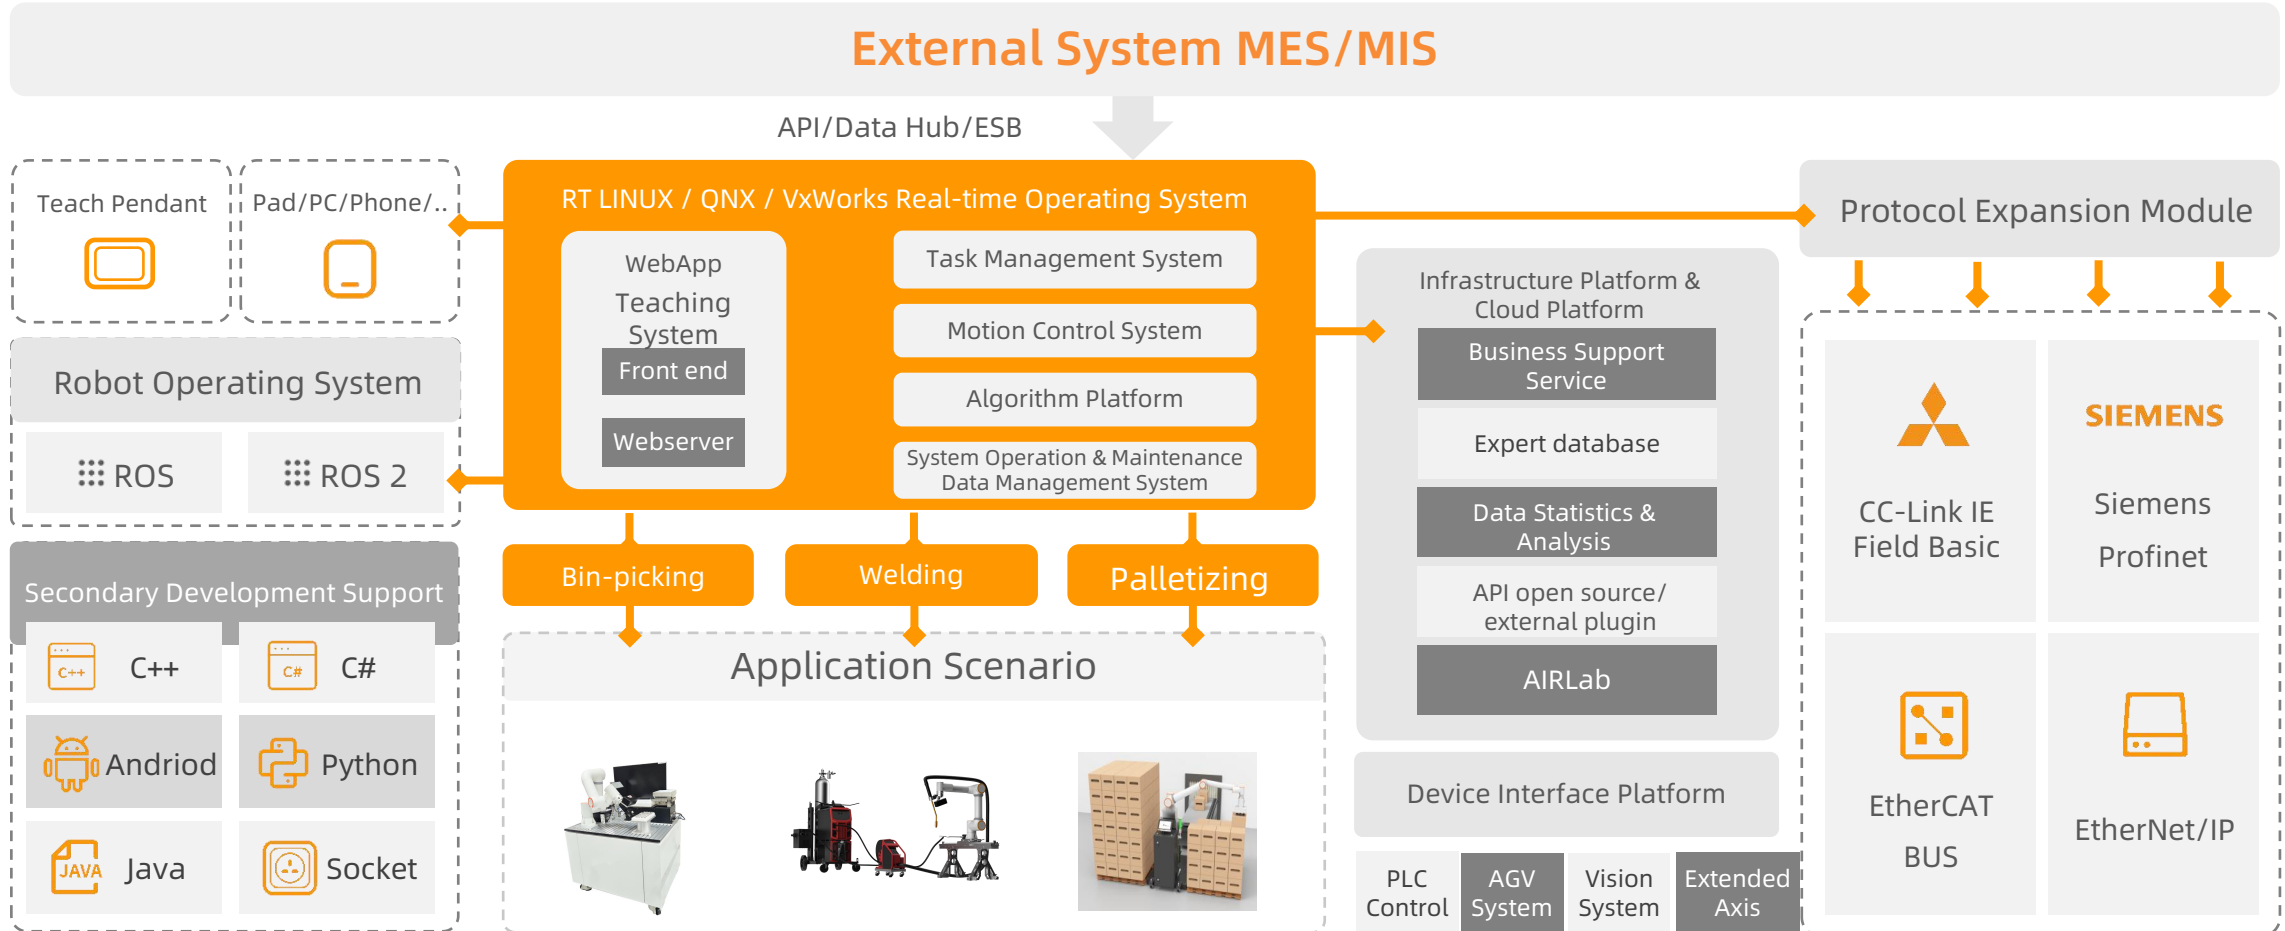 External System MES/MIS
API/Data Hub/ESB
Teach Pendant
Pad/PC/Phone/..
Robot Operating System
ROS
ROS 2
Secondary Development Support
C++
C++
C#
C#
Andriod
Python
JAVA
Java
Socket
RT LINUX / QNX / VxWorks Real-time Operating System
WebApp
Teaching
System
Front end
Webserver
Task Management System
Motion Control System
Algorithm Platform
System Operation & Maintenance
Data Management System
Bin-picking
Welding
Palletizing
Application Scenario
Infrastructure Platform &
Cloud Platform
Business Support
Service
Expert database
Data Statistics &
Analysis
API open source/
external plugin
AIRLab
Device Interface Platform
PLC
Control
AGV
System
Vision
System
Extended
Axis
Protocol Expansion Module
CC-Link IE
Field Basic
SIEMENS
Siemens
Profinet
EtherCAT
BUS
EtherNet/IP